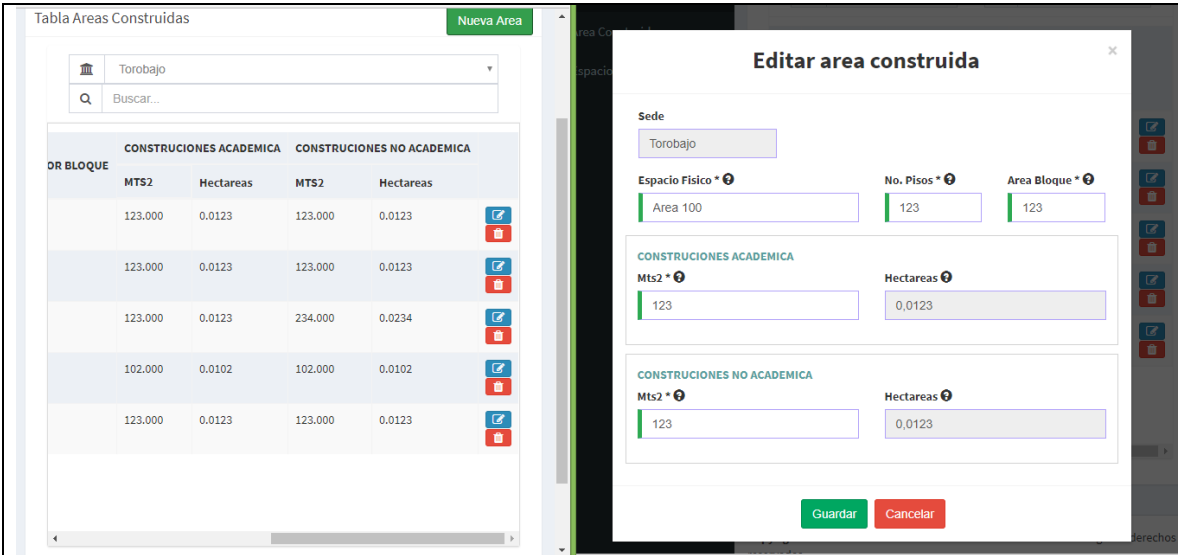 Tabla Areas Construidas
Nueva Area
Torobajo
Buscar...
OR BLOQUE
CONSTRUCIONES ACADEMICA CONSTRUCIONES NO ACADEMICA
MTS2 Hectareas MTS2 Hectareas
123.000 0.0123 123.000 0.0123
123.000 0.0123 123.000 0.0123
123.000 0.0123 234.000 0.0234
102.000 0.0102 102.000 0.0102
123.000 0.0123 123.000 0.0123
Espacio
Editar area construida
×
Sede
Torobajo
Espacio Fisico * No. Pisos * Area Bloque *
Area 100 123 123
CONSTRUCIONES ACADEMICA
Mts2 * Hectareas
123 0,0123
CONSTRUCIONES NO ACADEMICA
Mts2 * Hectareas
123 0,0123
Guardar Cancelar
derechos